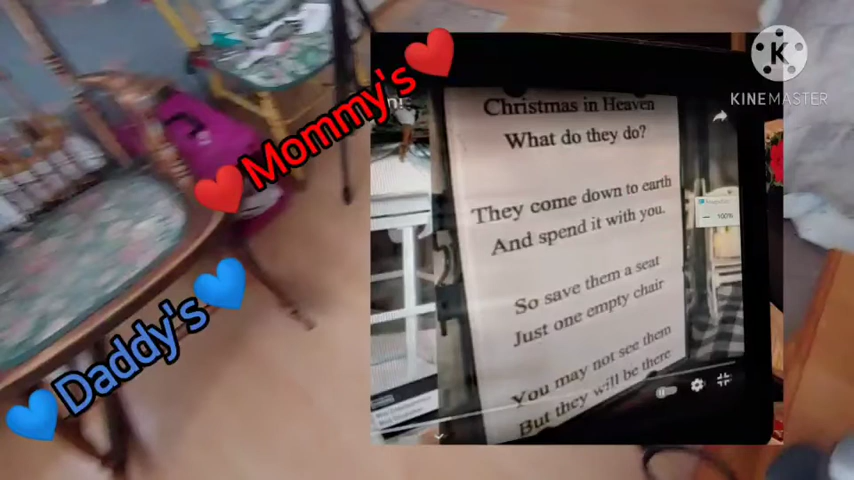 Mommy's
Daddy's
Christmas in Heaven
What do they do?
They come down to earth
And spend it with you.
So save them a seat
Just one empty chair
You may not see them
But they will be there
100%
K
KINEMASTER